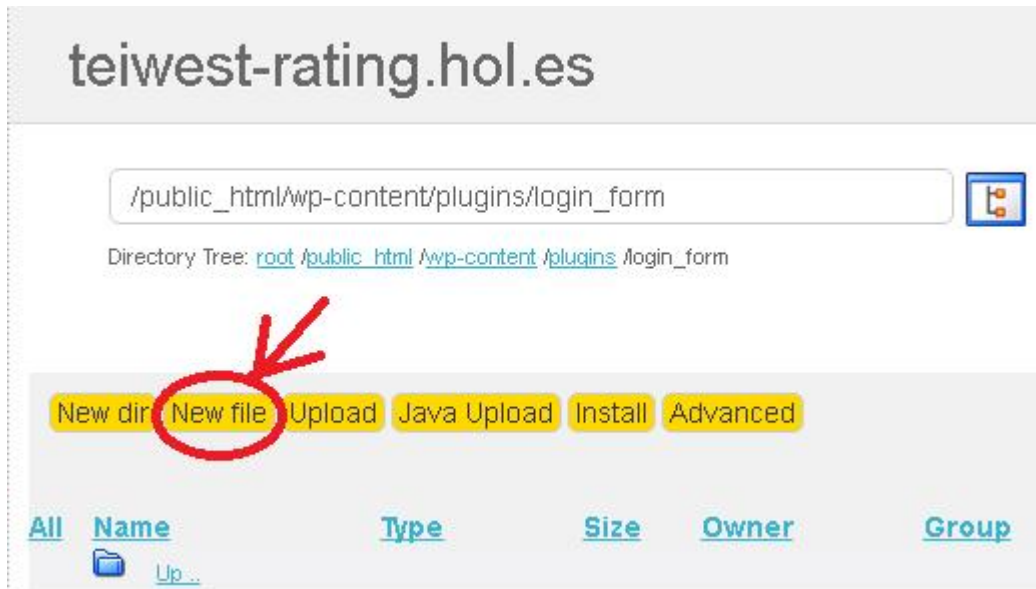 teiwest-rating.hol.es
/public_html/wp-content/plugins/login_form
Directory Tree: root /public_html /wp-content /plugins /login_form
New dir New file Upload Java Upload Install Advanced
All Name Type Size Owner Group
Up ..